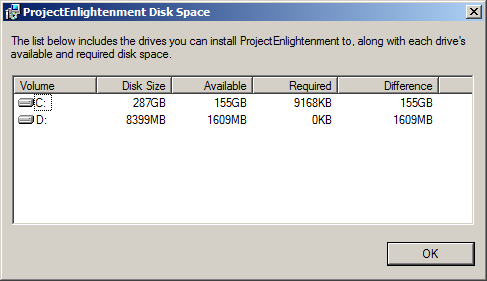 ProjectEnlightenment Disk Space
The list below includes the drives you can install ProjectEnlightenment to, along with each drive's
available and required disk space.
Volume Disk Size Available Required Difference
C: 287GB 155GB 9168KB 155GB
D: 8399MB 1609MB 0KB 1609MB
OK